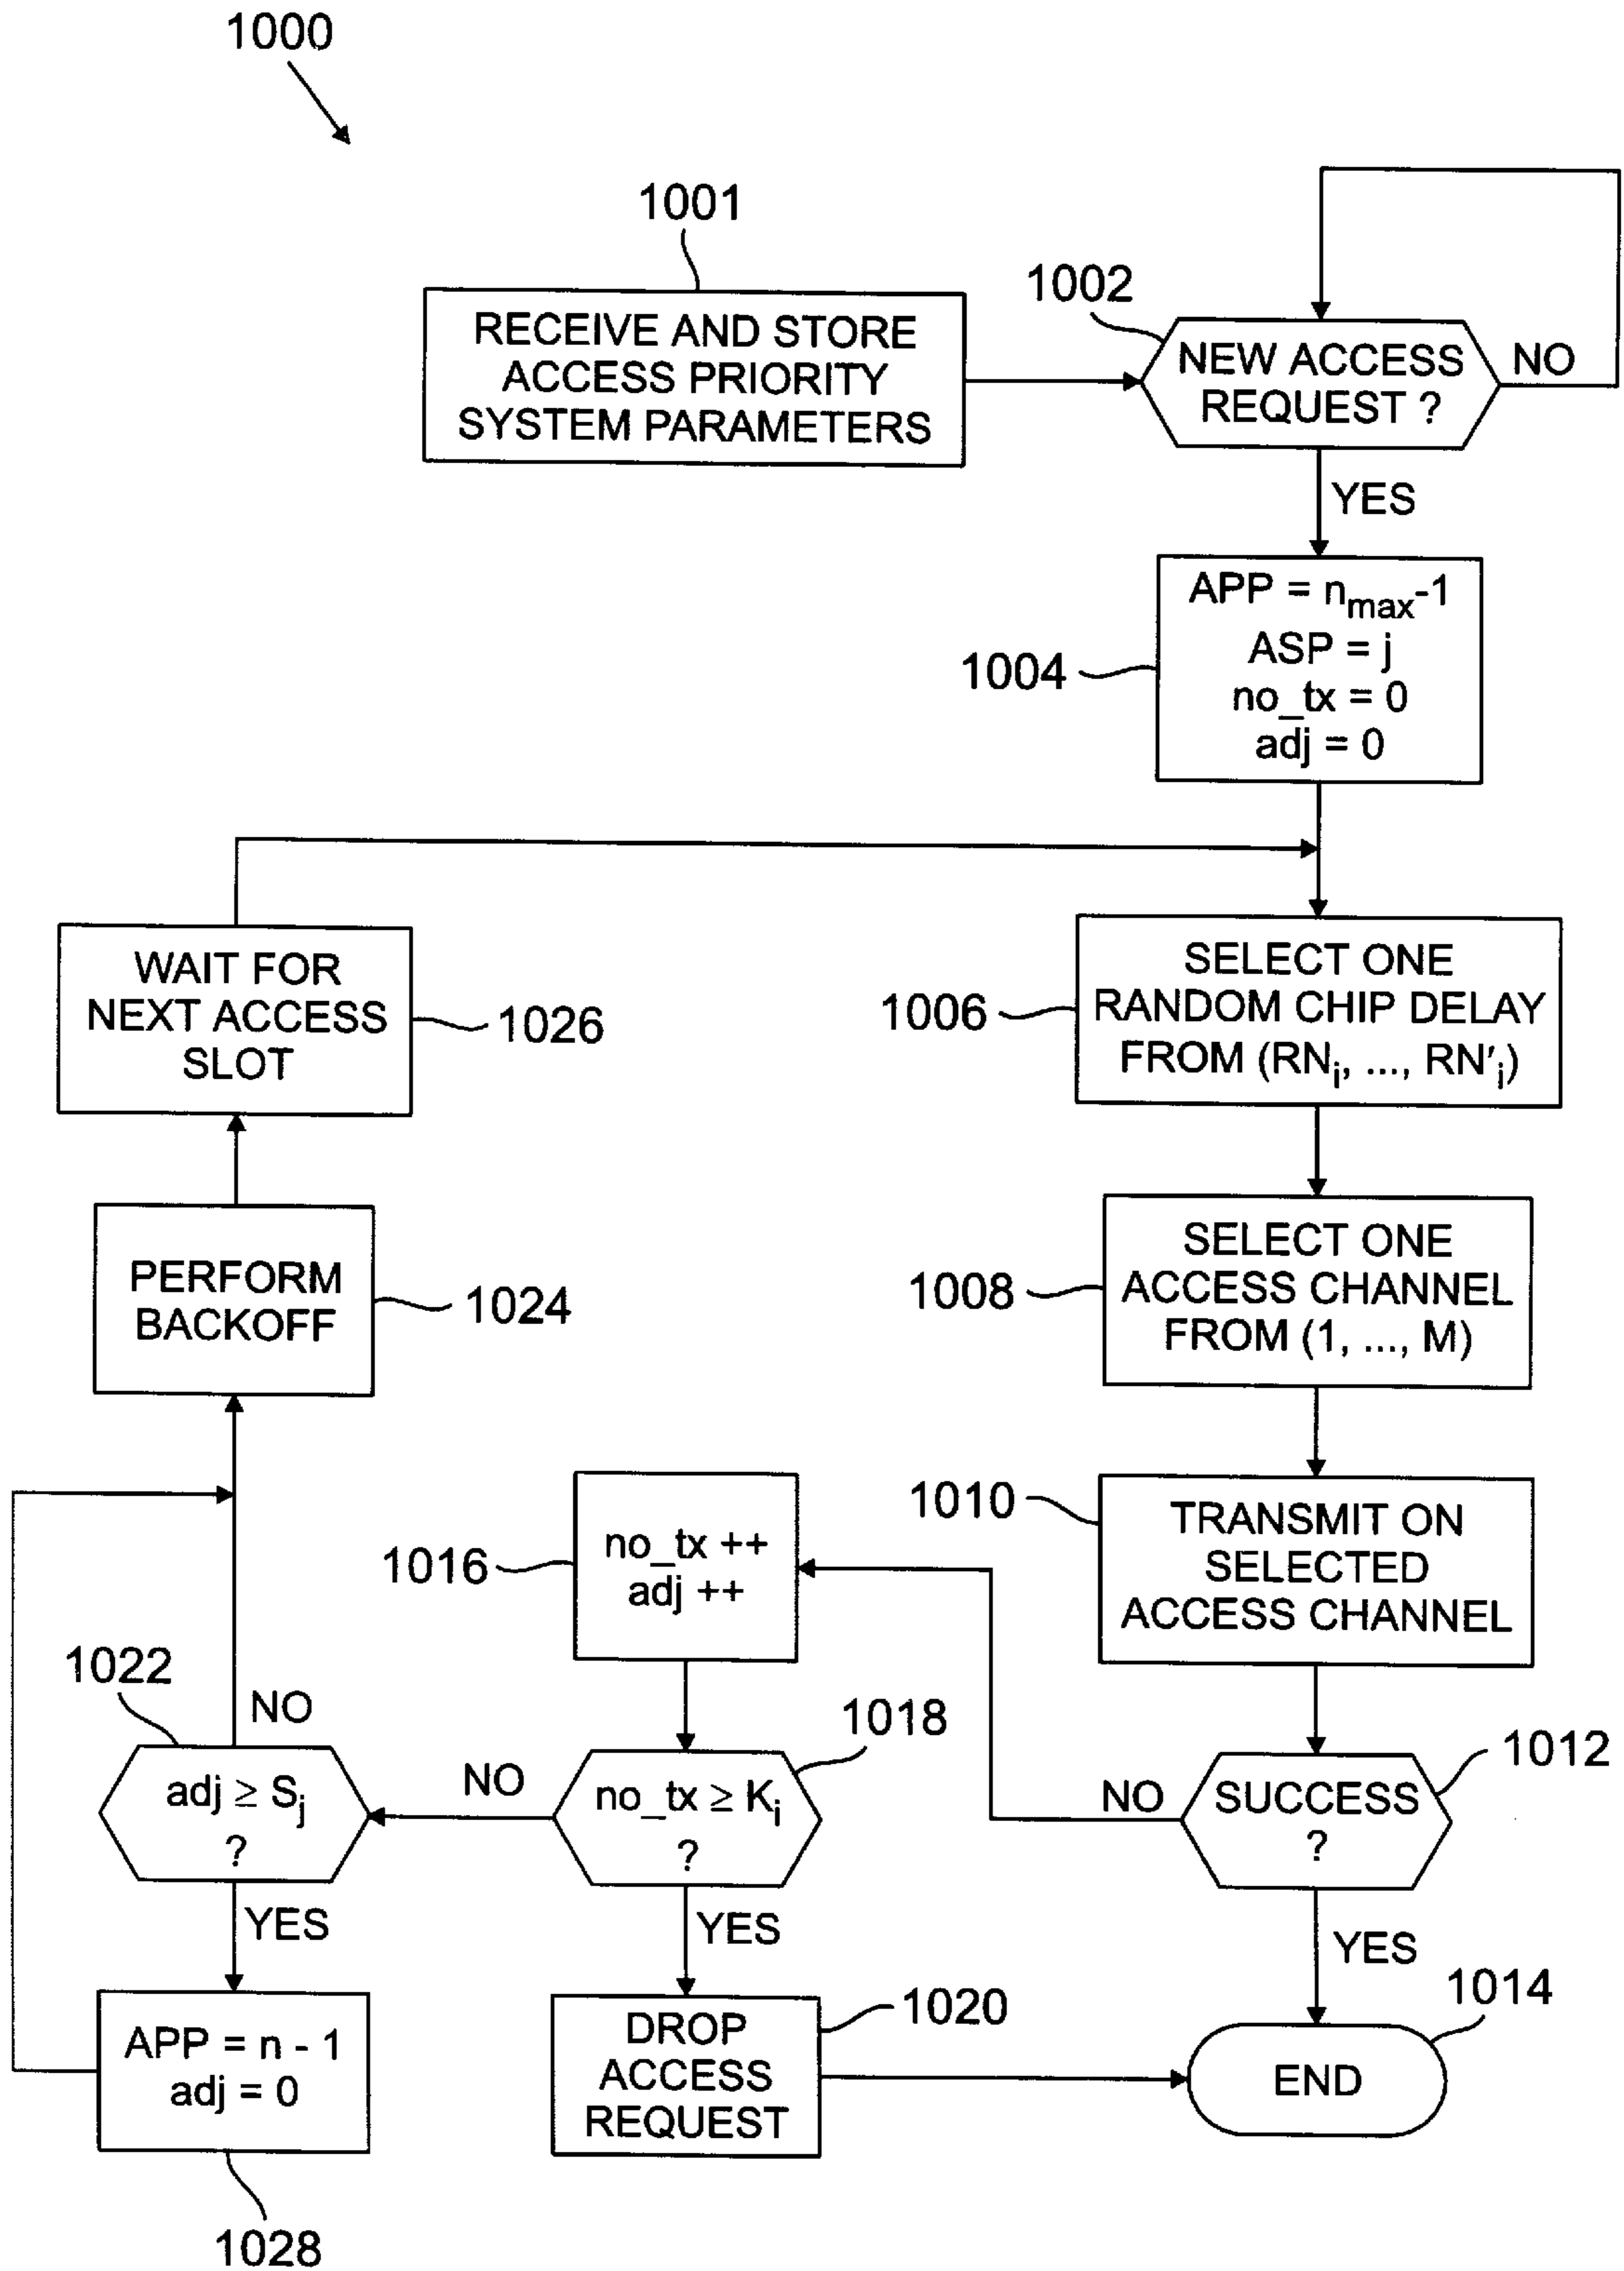 1000
1001
RECEIVE AND STORE
ACCESS PRIORITY
SYSTEM PARAMETERS
1002
NEW ACCESS
REQUEST ?
NO
YES
1004
APP = nmax-1
ASP = j
no_tx = 0
adj = 0
WAIT FOR
NEXT ACCESS
SLOT
1026
1006
SELECT ONE
RANDOM CHIP DELAY
FROM (RNi, ..., RN'j)
PERFORM
BACKOFF
1024
1008
SELECT ONE
ACCESS CHANNEL
FROM (1, ..., M)
1010
TRANSMIT ON
SELECTED
ACCESS CHANNEL
1016
no_tx ++
adj ++
1022
NO
adj ≥ Sj
?
YES
NO
1018
no_tx ≥ Ki
?
YES
NO
1012
SUCCESS
?
YES
APP = n - 1
adj = 0
1028
1020
DROP
ACCESS
REQUEST
1014
END